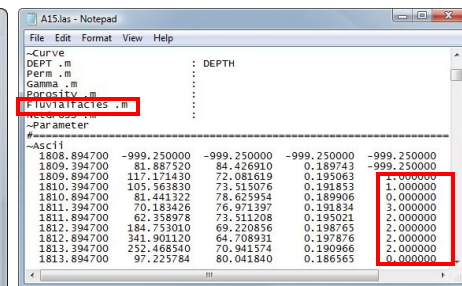 A15.las - Notepad
File Edit Format View Help
~Curve
DEPT .m : DEPTH
Perm .m :
Gamma .m :
Porosity .m :
Fluvialfacies .m :
NetGross .m :
~Parameter
#==================================================
~Ascii
1808.894700 -999.250000 -999.250000 -999.250000 -999.250000
1809.394700 81.887520 84.426910 0.189743 -999.250000
1809.894700 117.171430 72.081619 0.195063 1.000000
1810.394700 105.563830 73.515076 0.191853 1.000000
1810.894700 81.441322 78.625954 0.189906 0.000000
1811.394700 70.183426 76.971397 0.191834 3.000000
1811.894700 62.358978 73.511208 0.195021 2.000000
1812.394700 184.753010 69.220856 0.198765 2.000000
1812.894700 341.901120 64.708931 0.197876 2.000000
1813.394700 252.468540 70.941574 0.190966 2.000000
1813.894700 97.225784 80.041840 0.186565 0.000000